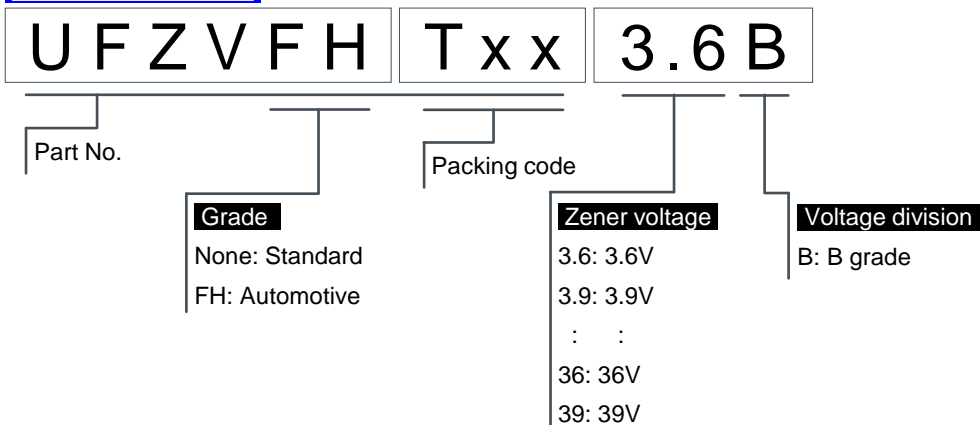 UFZVFH Txx 3.6B
Part No.
Packing code
Grade
None: Standard
FH: Automotive
Zener voltage
3.6: 3.6V
3.9: 3.9V
: :
36: 36V
39: 39V
Voltage division
B: B grade